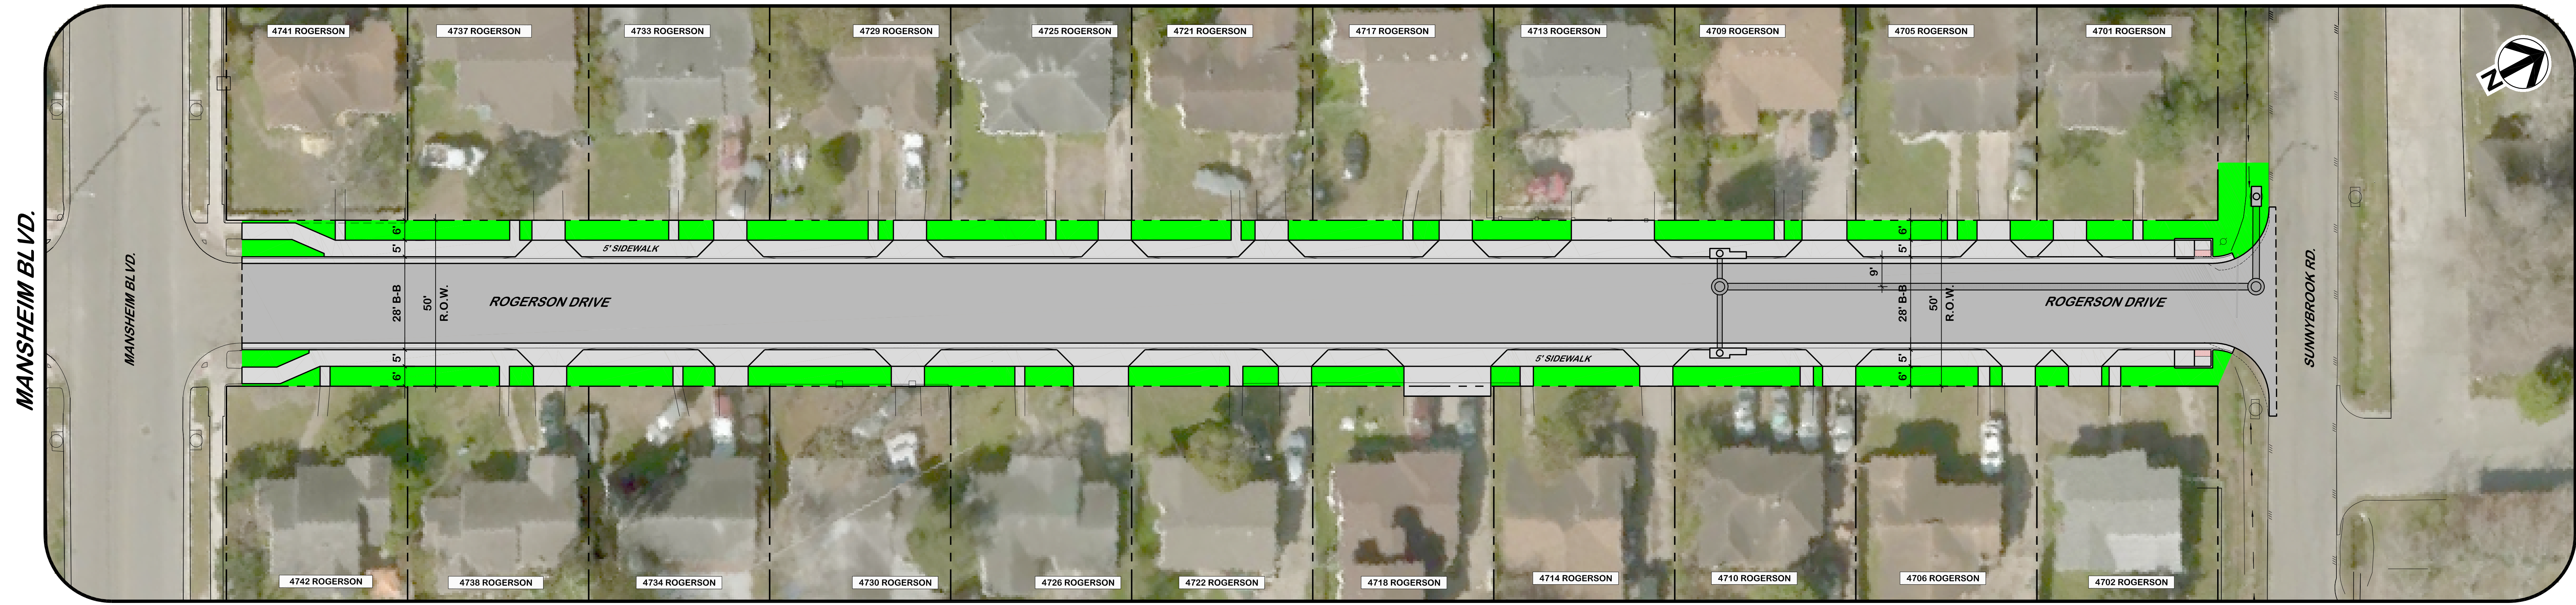 4741 ROGERSON
4737 ROGERSON
4733 ROGERSON
4729 ROGERSON
4725 ROGERSON
4721 ROGERSON
4717 ROGERSON
4713 ROGERSON
4709 ROGERSON
4705 ROGERSON
4701 ROGERSON
N
MANSHEIM BLVD.
MANSHEIM BLVD.
6'
5'
5' SIDEWALK
28' B-B
50'
R.O.W.
ROGERSON DRIVE
5'
6'
5' SIDEWALK
9'
6'
5'
28' B-B
50'
R.O.W.
5'
6'
ROGERSON DRIVE
SUNNYBROOK RD.
4742 ROGERSON
4738 ROGERSON
4734 ROGERSON
4730 ROGERSON
4726 ROGERSON
4722 ROGERSON
4718 ROGERSON
4714 ROGERSON
4710 ROGERSON
4706 ROGERSON
4702 ROGERSON